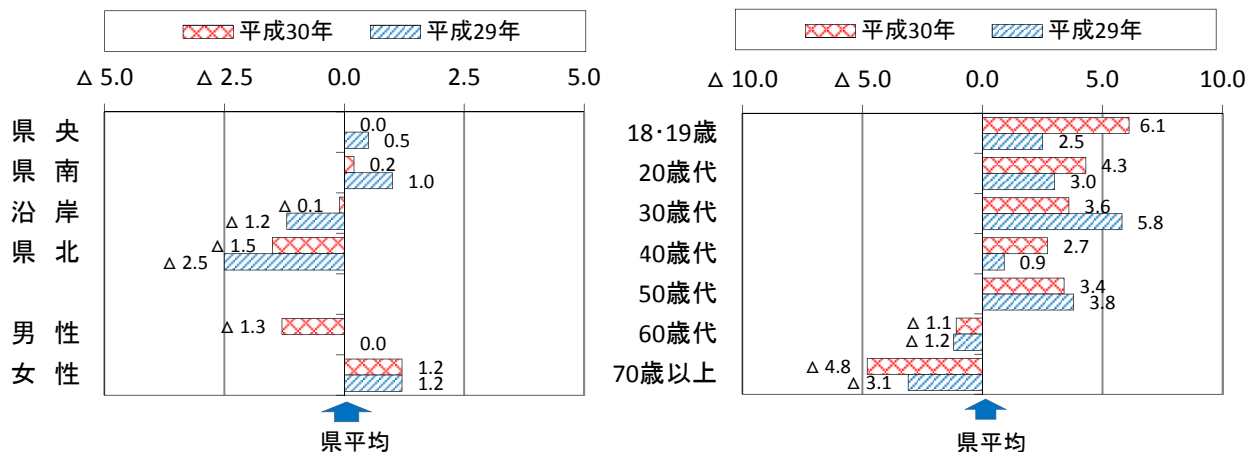 平成30年 平成29年
△ 5.0 △ 2.5 0.0 2.5 5.0
県 央 0.0
0.5
県 南 0.2
1.0
沿 岸 △ 0.1
△ 1.2
県 北 △ 1.5
△ 2.5
男 性 △ 1.3
0.0
女 性 1.2
1.2
県平均
平成30年 平成29年
△ 10.0 △ 5.0 0.0 5.0 10.0
18･19歳 6.1
2.5
20歳代 4.3
3.0
30歳代 3.6
5.8
40歳代 2.7
0.9
50歳代 3.4
3.8
60歳代 △ 1.1
△ 1.2
70歳以上 △ 4.8
△ 3.1
県平均